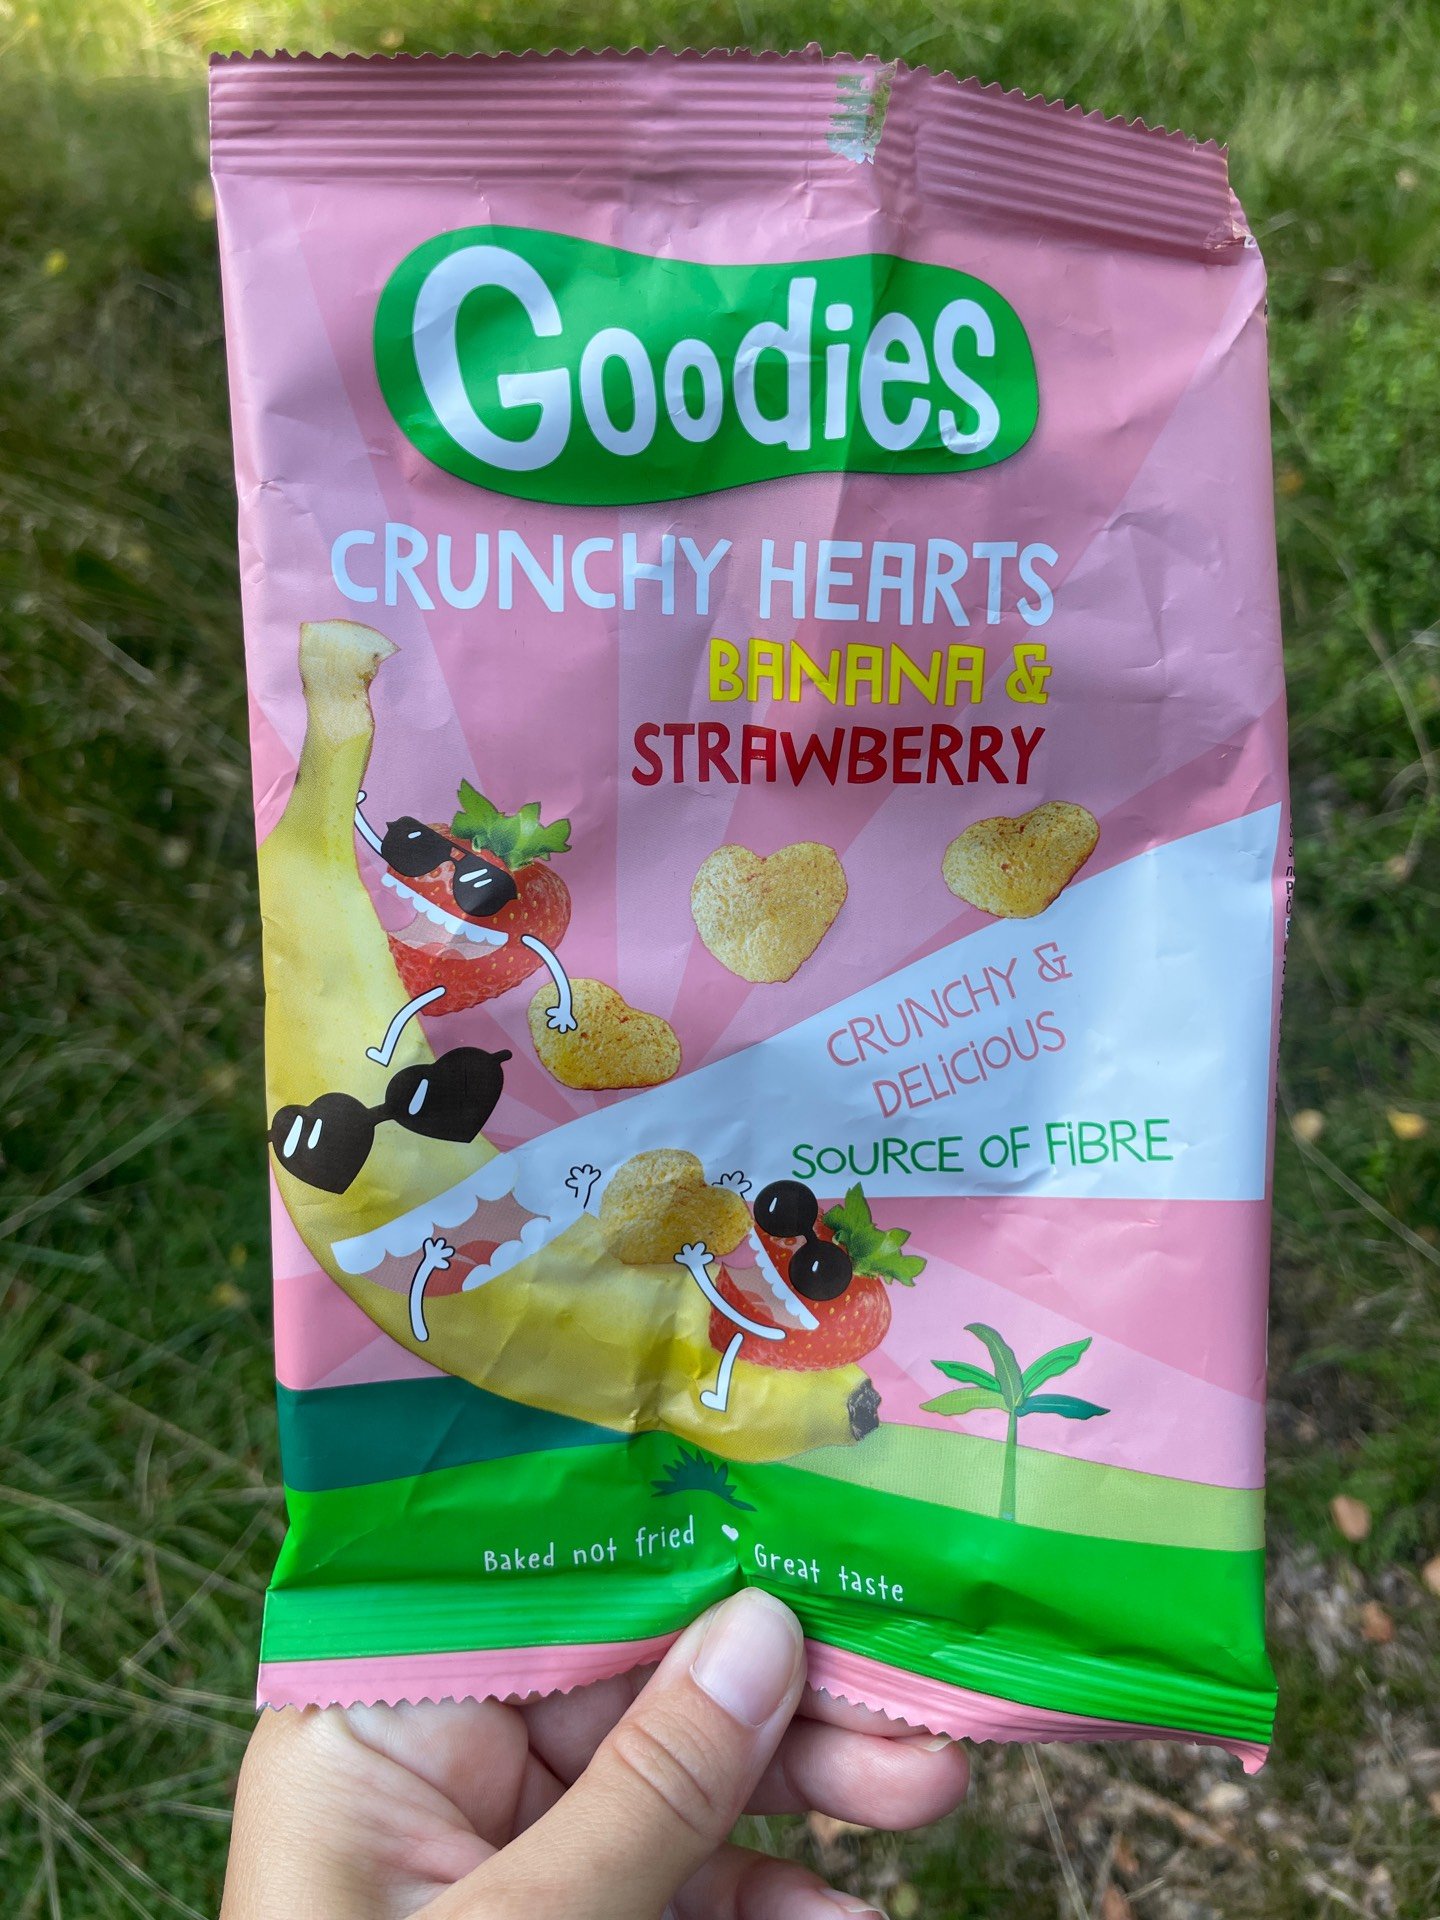 Goodies
CRUNCHY HEARTS
BANANA &
STRAWBERRY
CRUNCHY &
DELICIOUS
SOURCE OF FIBRE
Baked not fried
Great taste